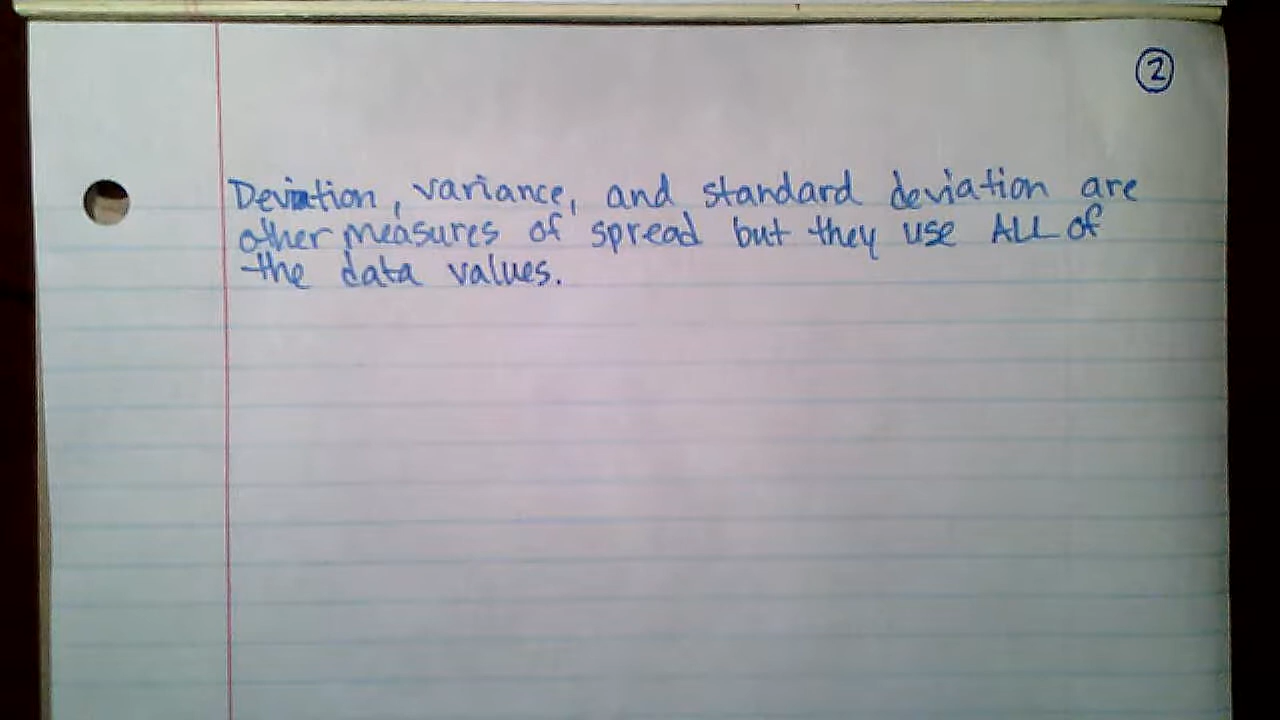 2
Deviation, variance, and standard deviation are
other measures of spread but they use ALL of
the data values.